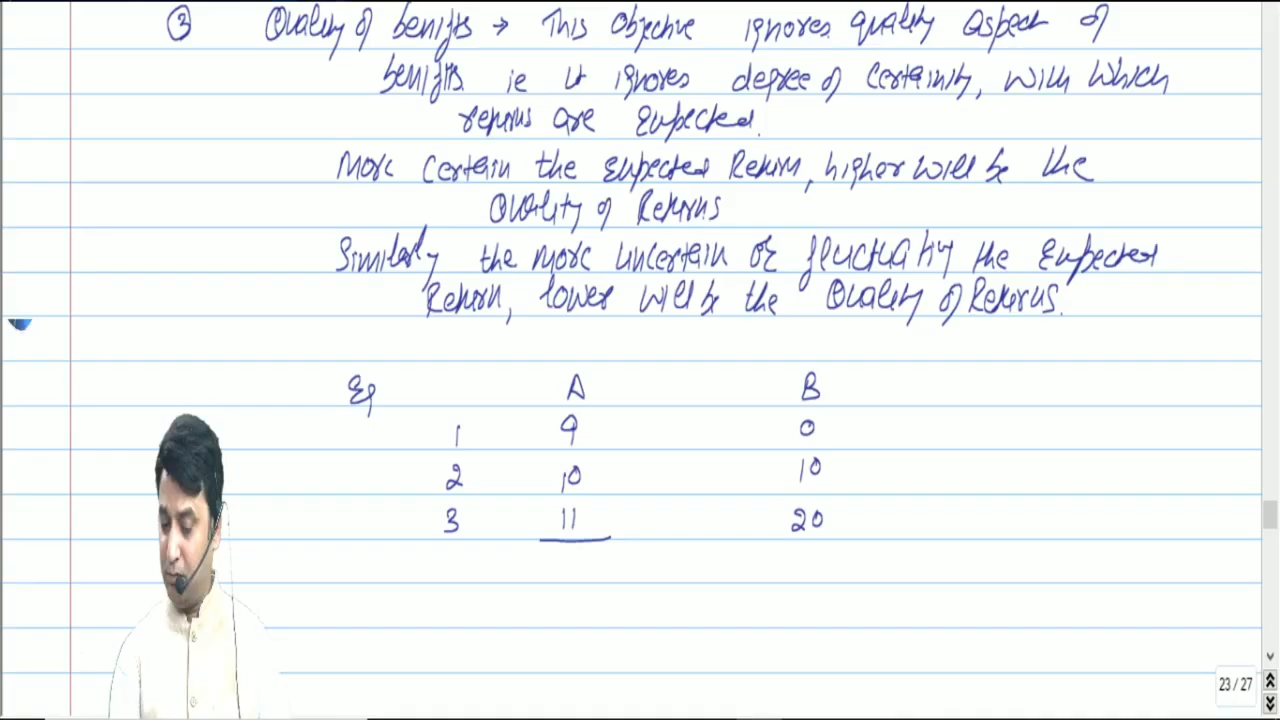 ③ Quality of benifits → This objective ignores quality aspect of
benifits ie it ignores degree of certainity, with which
returns are Expected.
More certain the expected Return, higher will be the
Quality of Returns
Similarly the more uncertain or fluctuating the Expected
Return, lower will be the Quality of Returns.
Eg A B
1 9 0
2 10 10
3 11 20
23 / 27